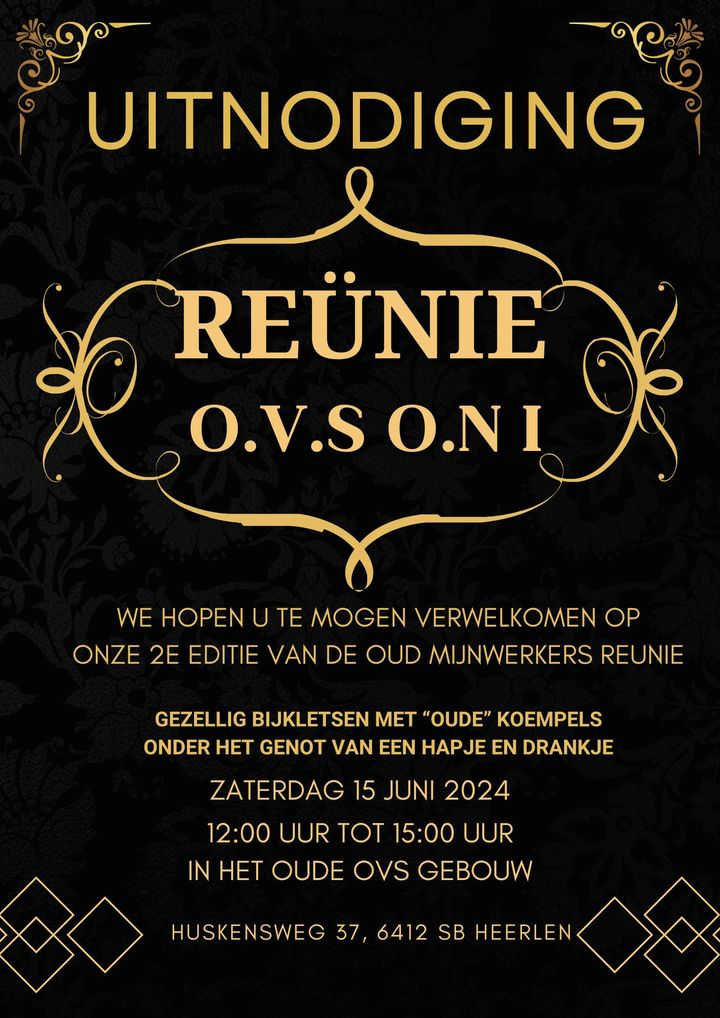 UITNODIGING
REÜNIE
O.V.S O.N I
WE HOPEN U TE MOGEN VERWELKOMEN OP
ONZE 2E EDITIE VAN DE OUD MIJNWERKERS REUNIE
GEZELLIG BIJKLETSEN MET “OUDE” KOEMPELS
ONDER HET GENOT VAN EEN HAPJE EN DRANKJE
ZATERDAG 15 JUNI 2024
12:00 UUR TOT 15:00 UUR
IN HET OUDE OVS GEBOUW
HUSKENSWEG 37, 6412 SB HEERLEN